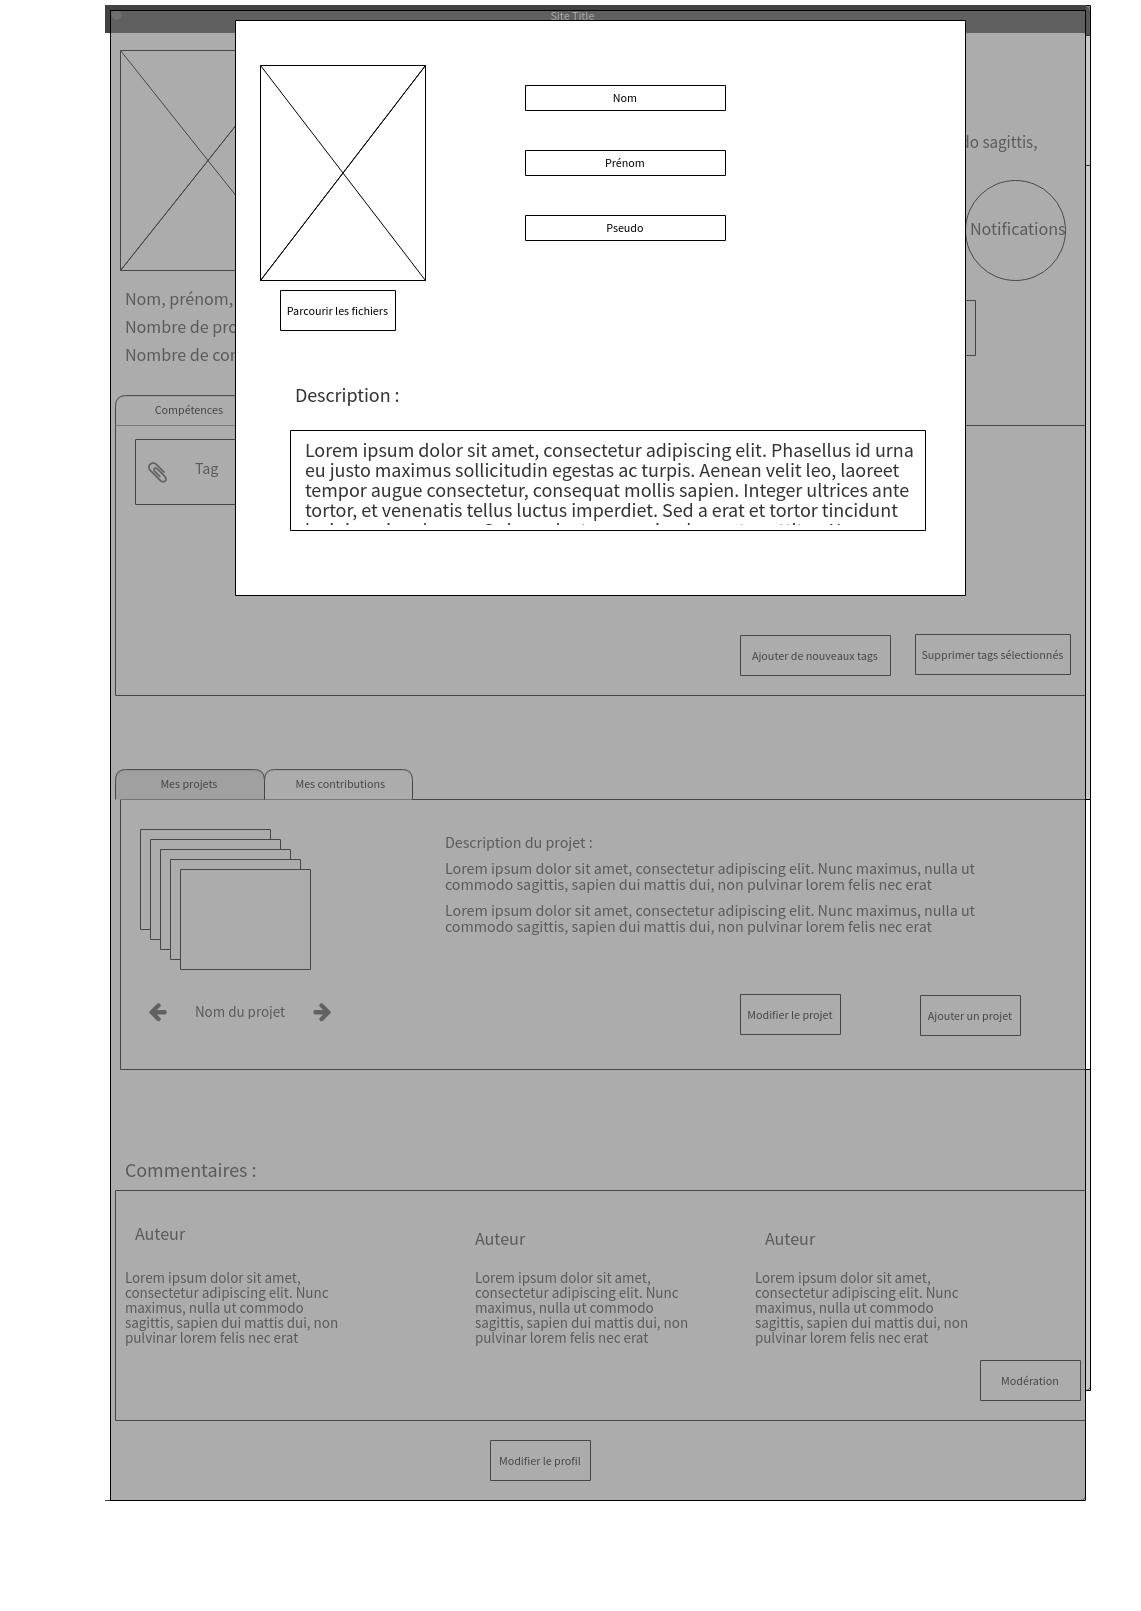 Site Title
Nom
Prénom
Pseudo
Parcourir les fichiers
do sagittis,
Notifications
Nom, prénom,
Nombre de pro
Nombre de con
Description :
Lorem ipsum dolor sit amet, consectetur adipiscing elit. Phasellus id urna
eu justo maximus sollicitudin egestas ac turpis. Aenean velit leo, laoreet
tempor augue consectetur, consequat mollis sapien. Integer ultrices ante
tortor, et venenatis tellus luctus imperdiet. Sed a erat et tortor tincidunt
Compétences
Tag
Ajouter de nouveaux tags
Supprimer tags sélectionnés
Mes projets
Mes contributions
Description du projet :
Lorem ipsum dolor sit amet, consectetur adipiscing elit. Nunc maximus, nulla ut
commodo sagittis, sapien dui mattis dui, non pulvinar lorem felis nec erat
Lorem ipsum dolor sit amet, consectetur adipiscing elit. Nunc maximus, nulla ut
commodo sagittis, sapien dui mattis dui, non pulvinar lorem felis nec erat
Nom du projet
Modifier le projet
Ajouter un projet
Commentaires :
Auteur
Lorem ipsum dolor sit amet,
consectetur adipiscing elit. Nunc
maximus, nulla ut commodo
sagittis, sapien dui mattis dui, non
pulvinar lorem felis nec erat
Auteur
Lorem ipsum dolor sit amet,
consectetur adipiscing elit. Nunc
maximus, nulla ut commodo
sagittis, sapien dui mattis dui, non
pulvinar lorem felis nec erat
Auteur
Lorem ipsum dolor sit amet,
consectetur adipiscing elit. Nunc
maximus, nulla ut commodo
sagittis, sapien dui mattis dui, non
pulvinar lorem felis nec erat
Modération
Modifier le profil